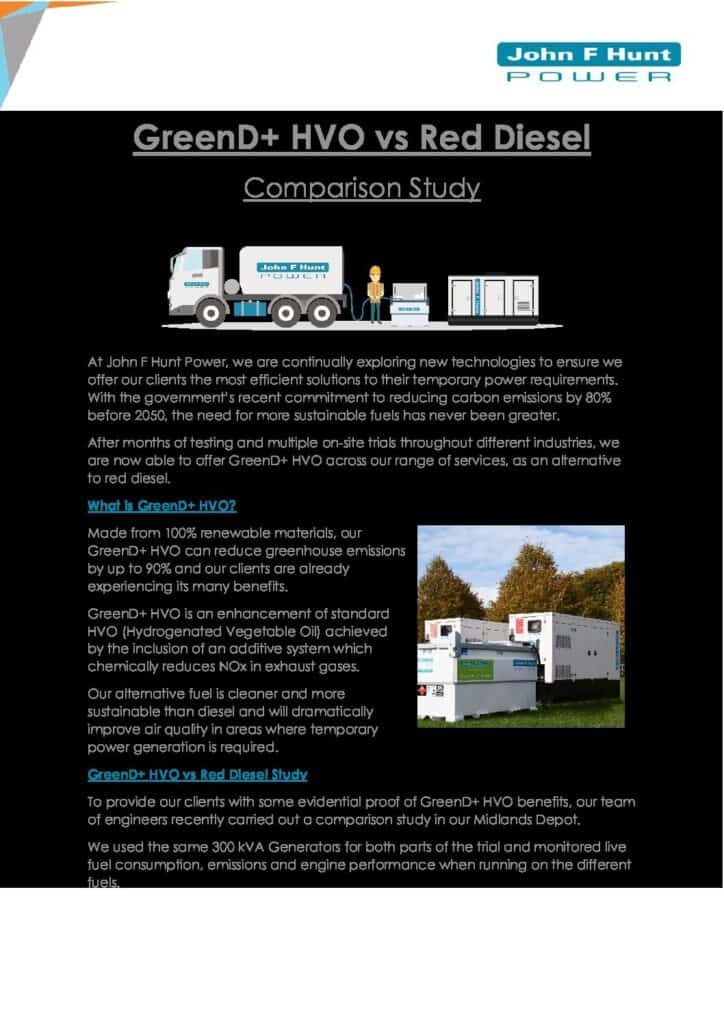 John F Hunt
POWER
GreenD+ HVO vs Red Diesel
Comparison Study
John F Hunt
POWER
At John F Hunt Power, we are continually exploring new technologies to ensure we
offer our clients the most efficient solutions to their temporary power requirements.
With the government's recent commitment to reducing carbon emissions by 80%
before 2050, the need for more sustainable fuels has never been greater.
After months of testing and multiple on-site trials throughout different industries, we
are now able to offer GreenD+ HVO across our range of services, as an alternative
to red diesel.
What is GreenD+ HVO?
Made from 100% renewable materials, our
GreenD+ HVO can reduce greenhouse emissions
by up to 90% and our clients are already
experiencing its many benefits.
GreenD+ HVO is an enhancement of standard
HVO (Hydrogenated Vegetable Oil) achieved
by the inclusion of an additive system which
chemically reduces NOx in exhaust gases.
Our alternative fuel is cleaner and more
sustainable than diesel and will dramatically
improve air quality in areas where temporary
power generation is required.
GreenD+ HVO vs Red Diesel Study
To provide our clients with some evidential proof of GreenD+ HVO benefits, our team
of engineers recently carried out a comparison study in our Midlands Depot.
We used the same 300 kVA Generators for both parts of the trial and monitored live
fuel consumption, emissions and engine performance when running on the different
fuels.